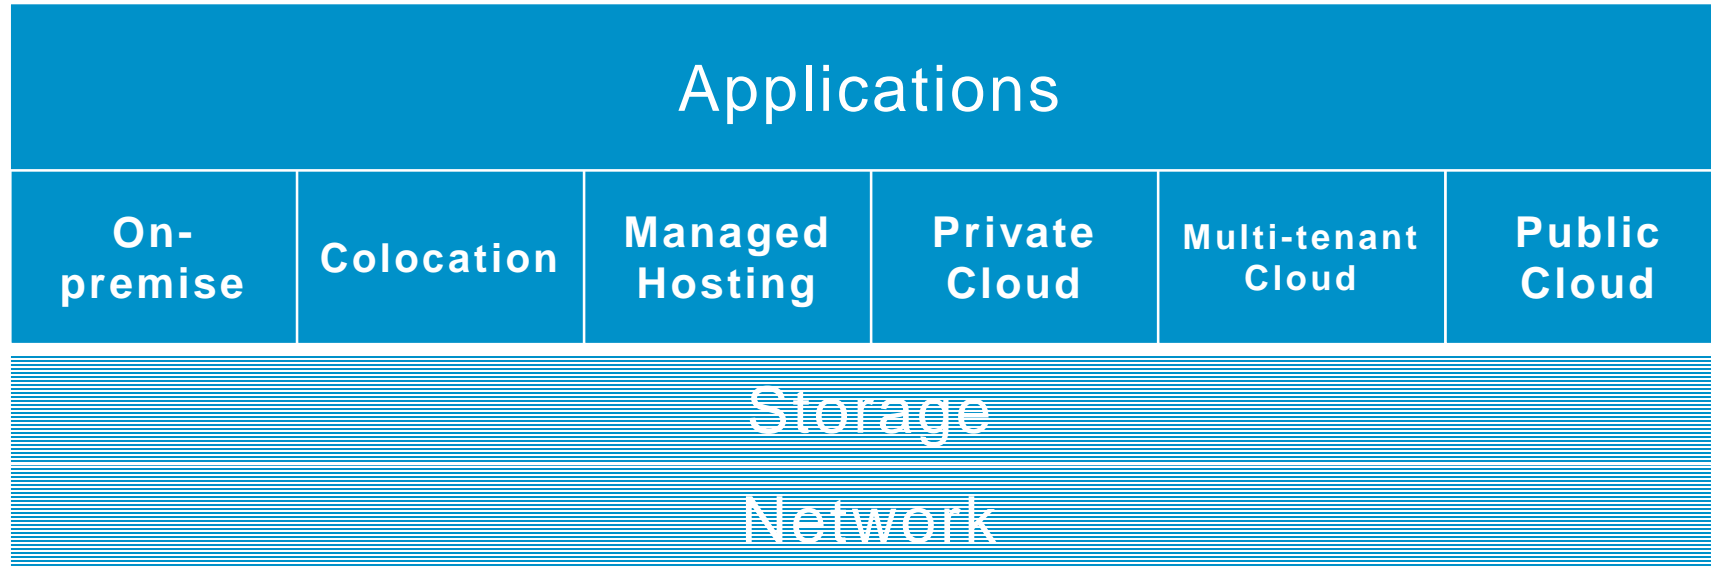 Applications
On-
premise
Colocation
Managed
Hosting
Private
Cloud
Multi-tenant
Cloud
Public
Cloud
Storage
Network